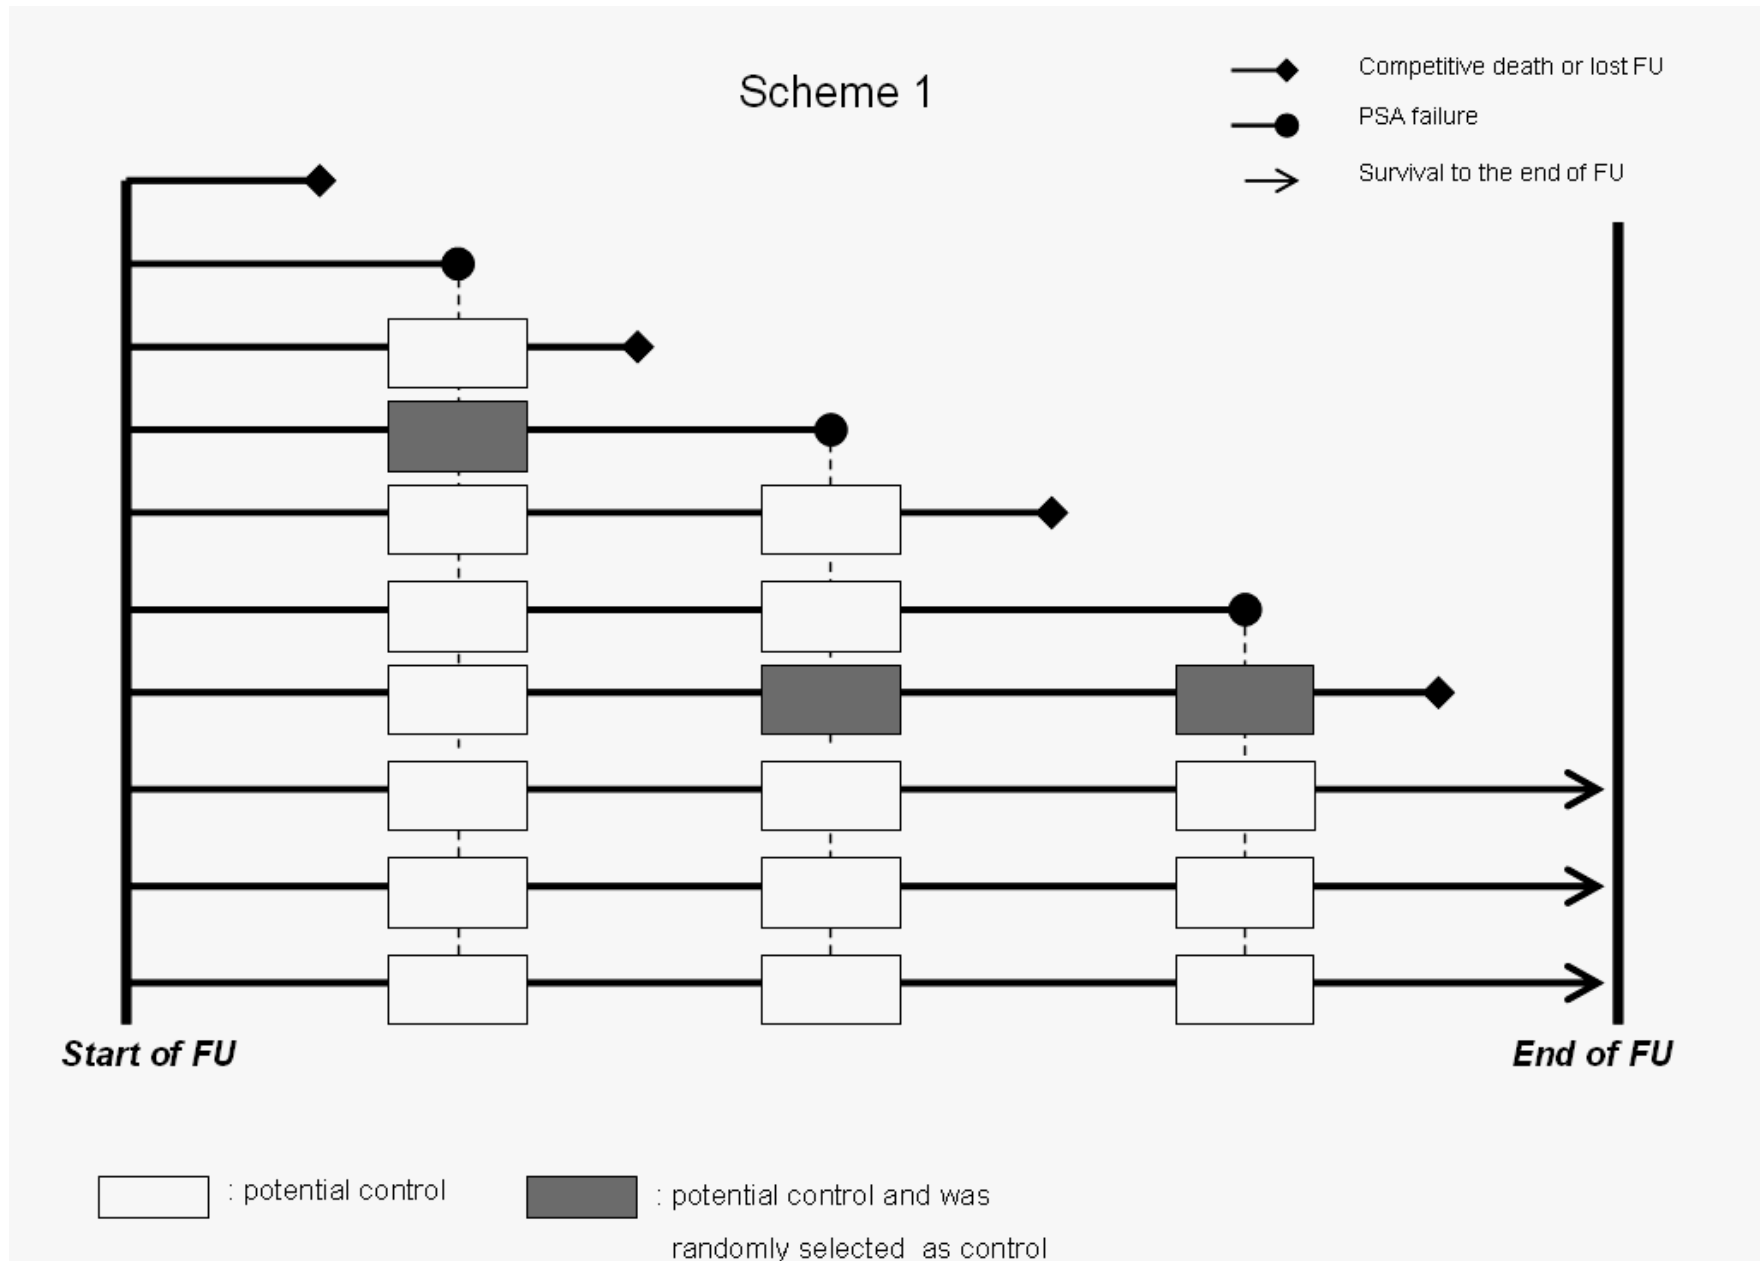 Scheme 1
Competitive death or lost FU
PSA failure
Survival to the end of FU
Start of FU
End of FU
: potential control
: potential control and was
randomly selected as control